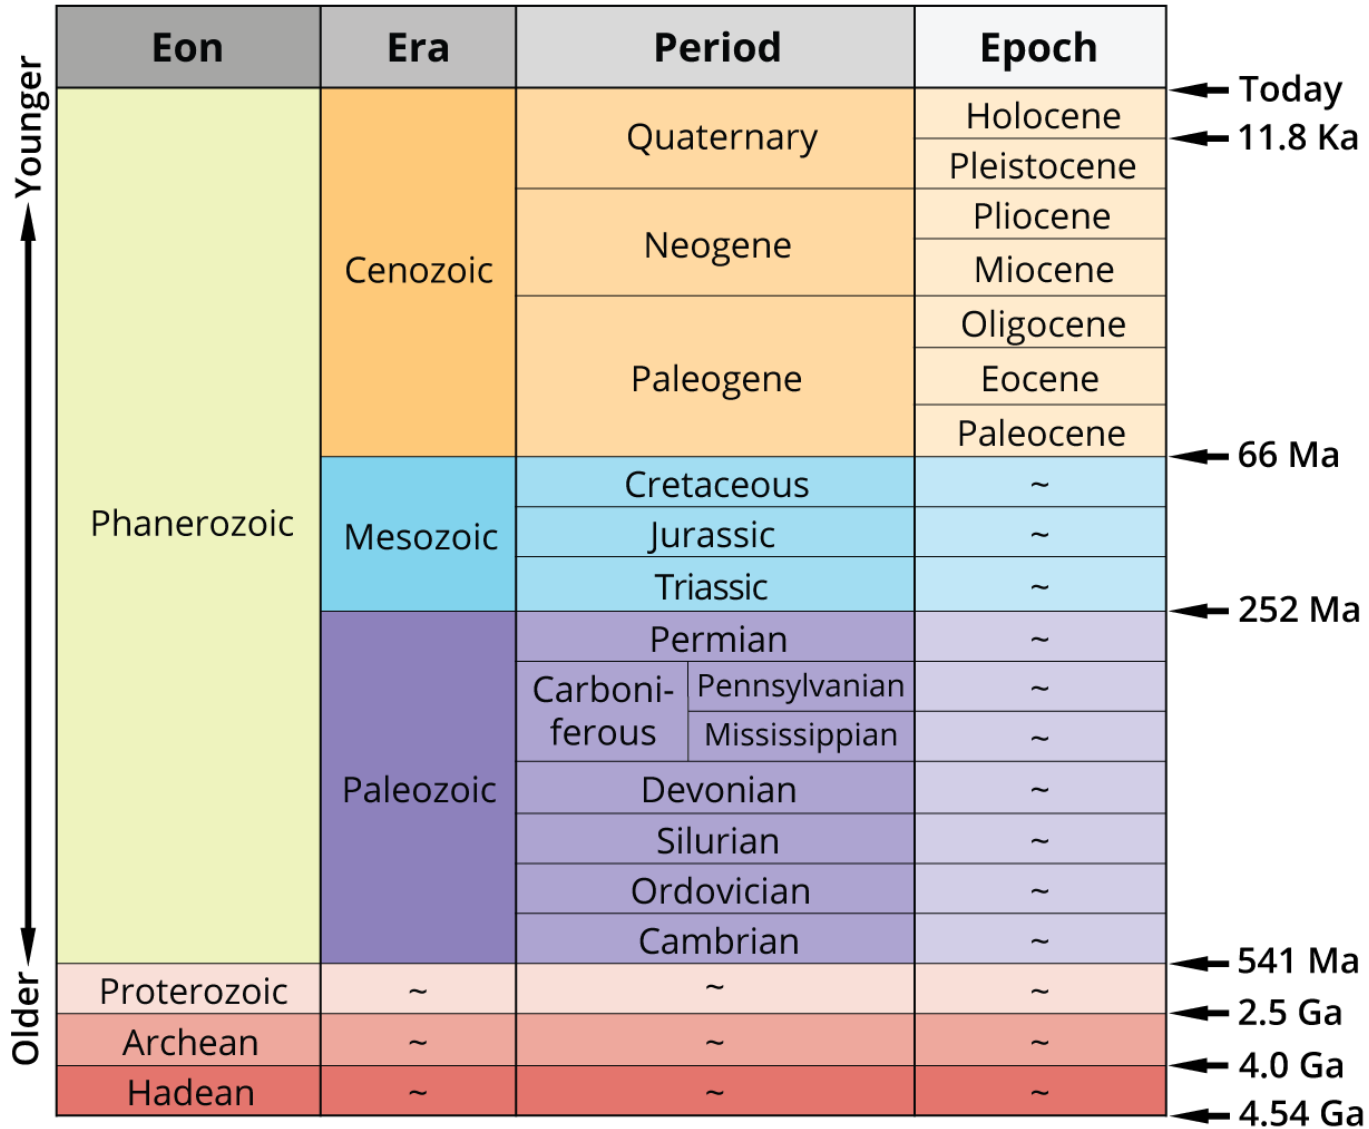 Eon Era Period Epoch
Younger
Older
Today
Holocene
11.8 Ka
Quaternary
Pleistocene
Pliocene
Neogene
Miocene
Cenozoic
Oligocene
Paleogene
Eocene
Paleocene
66 Ma
Cretaceous ~
Phanerozoic
Mesozoic
Jurassic ~
Triassic ~
252 Ma
Permian ~
Carboni-
ferous
Pennsylvanian ~
Mississippian ~
Paleozoic
Devonian ~
Silurian ~
Ordovician ~
Cambrian ~
541 Ma
Proterozoic ~ ~ ~
2.5 Ga
Archean ~ ~ ~
4.0 Ga
Hadean ~ ~ ~
4.54 Ga